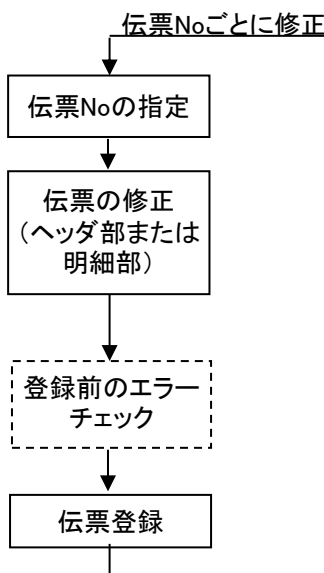 伝票Noごとに修正
伝票Noの指定
伝票の修正
（ヘッダ部または
明細部）
登録前のエラー
チェック
伝票登録